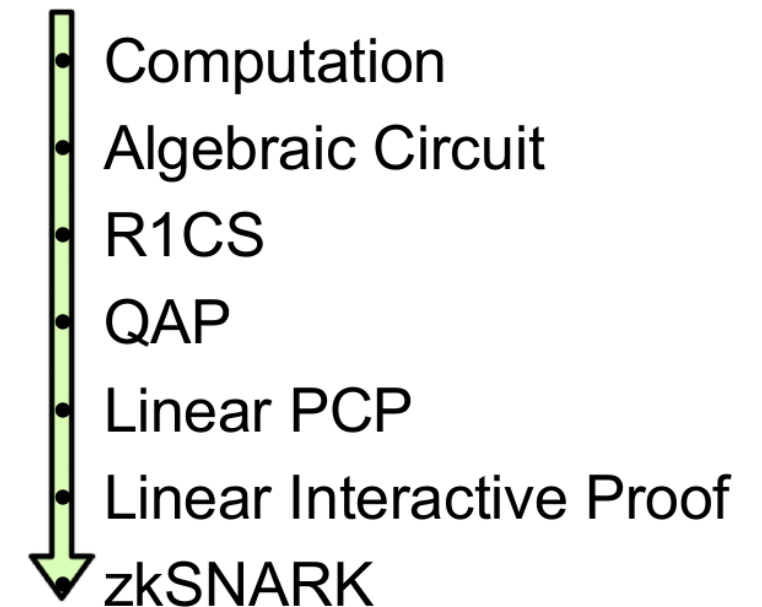 Computation
Algebraic Circuit
R1CS
QAP
Linear PCP
Linear Interactive Proof
zkSNARK